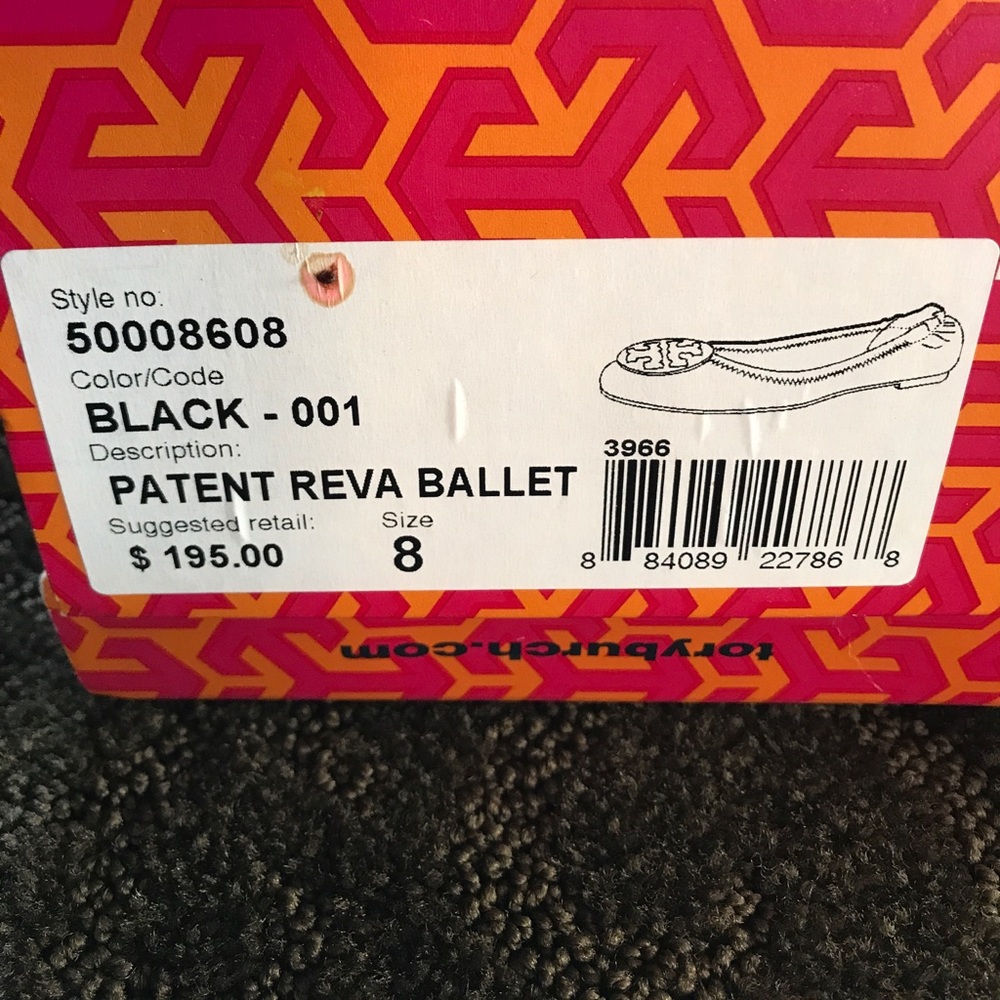 Style no:
50008608
Color/Code
BLACK - 001
Description:
PATENT REVA BALLET
Suggested retail: Size
$ 195.00 8
3966
8 84089 22786 8
toryburch.com